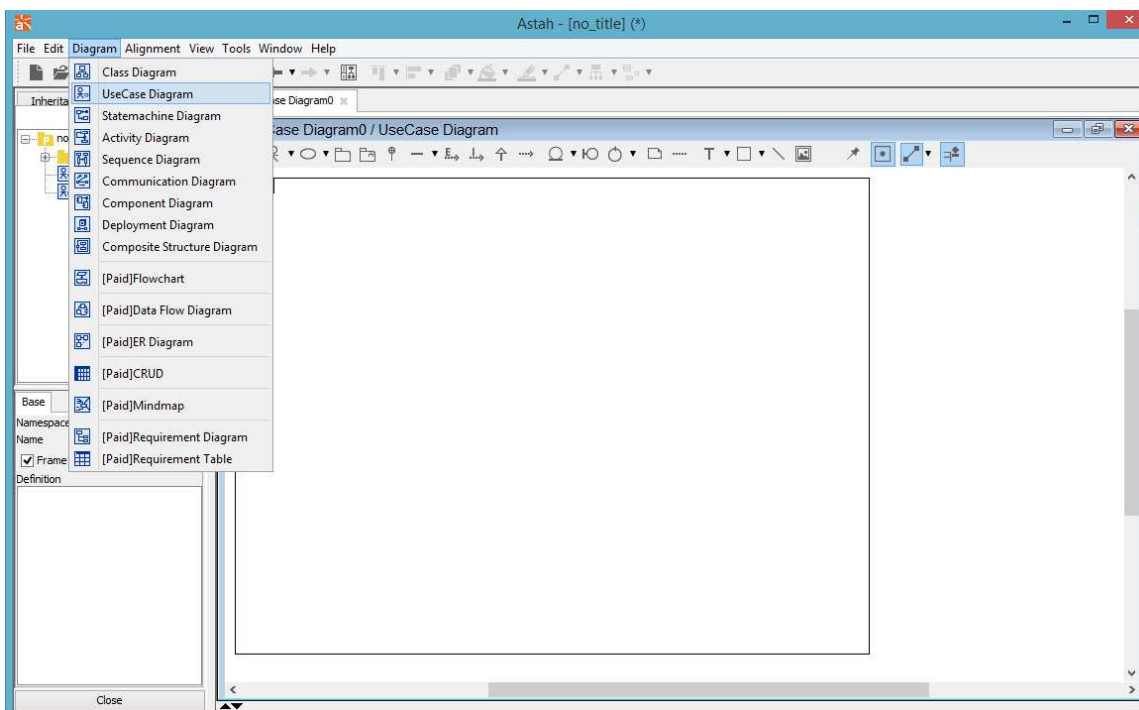 Astah - [no_title] (*)
File Edit Diagram Alignment View Tools Window Help
Class Diagram
UseCase Diagram
Statemachine Diagram
Activity Diagram
Sequence Diagram
Communication Diagram
Component Diagram
Deployment Diagram
Composite Structure Diagram
[Paid]Flowchart
[Paid]Data Flow Diagram
[Paid]ER Diagram
[Paid]CRUD
[Paid]Mindmap
[Paid]Requirement Diagram
[Paid]Requirement Table
Inherita
no
Base
Namespace
Name
Frame
Definition
Close
se Diagram0
ase Diagram0 / UseCase Diagram
T